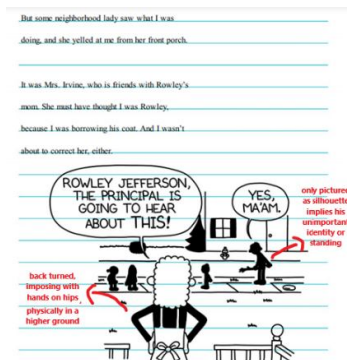 But some neighborhood lady saw what I was
doing, and she yelled at me from her front porch.
It was Mrs. Irvine, who is friends with Rowley's
mom. She must have thought I was Rowley,
because I was borrowing his coat. And I wasn't
about to correct her, either.
ROWLEY JEFFERSON,
THE PRINCIPAL IS
GOING TO HEAR
ABOUT THIS!
YES,
MA'AM.
only pictured
as silhouette
implies his
unimportant
identity or
standing
back turned,
imposing with
hands on hips,
physically in a
higher ground